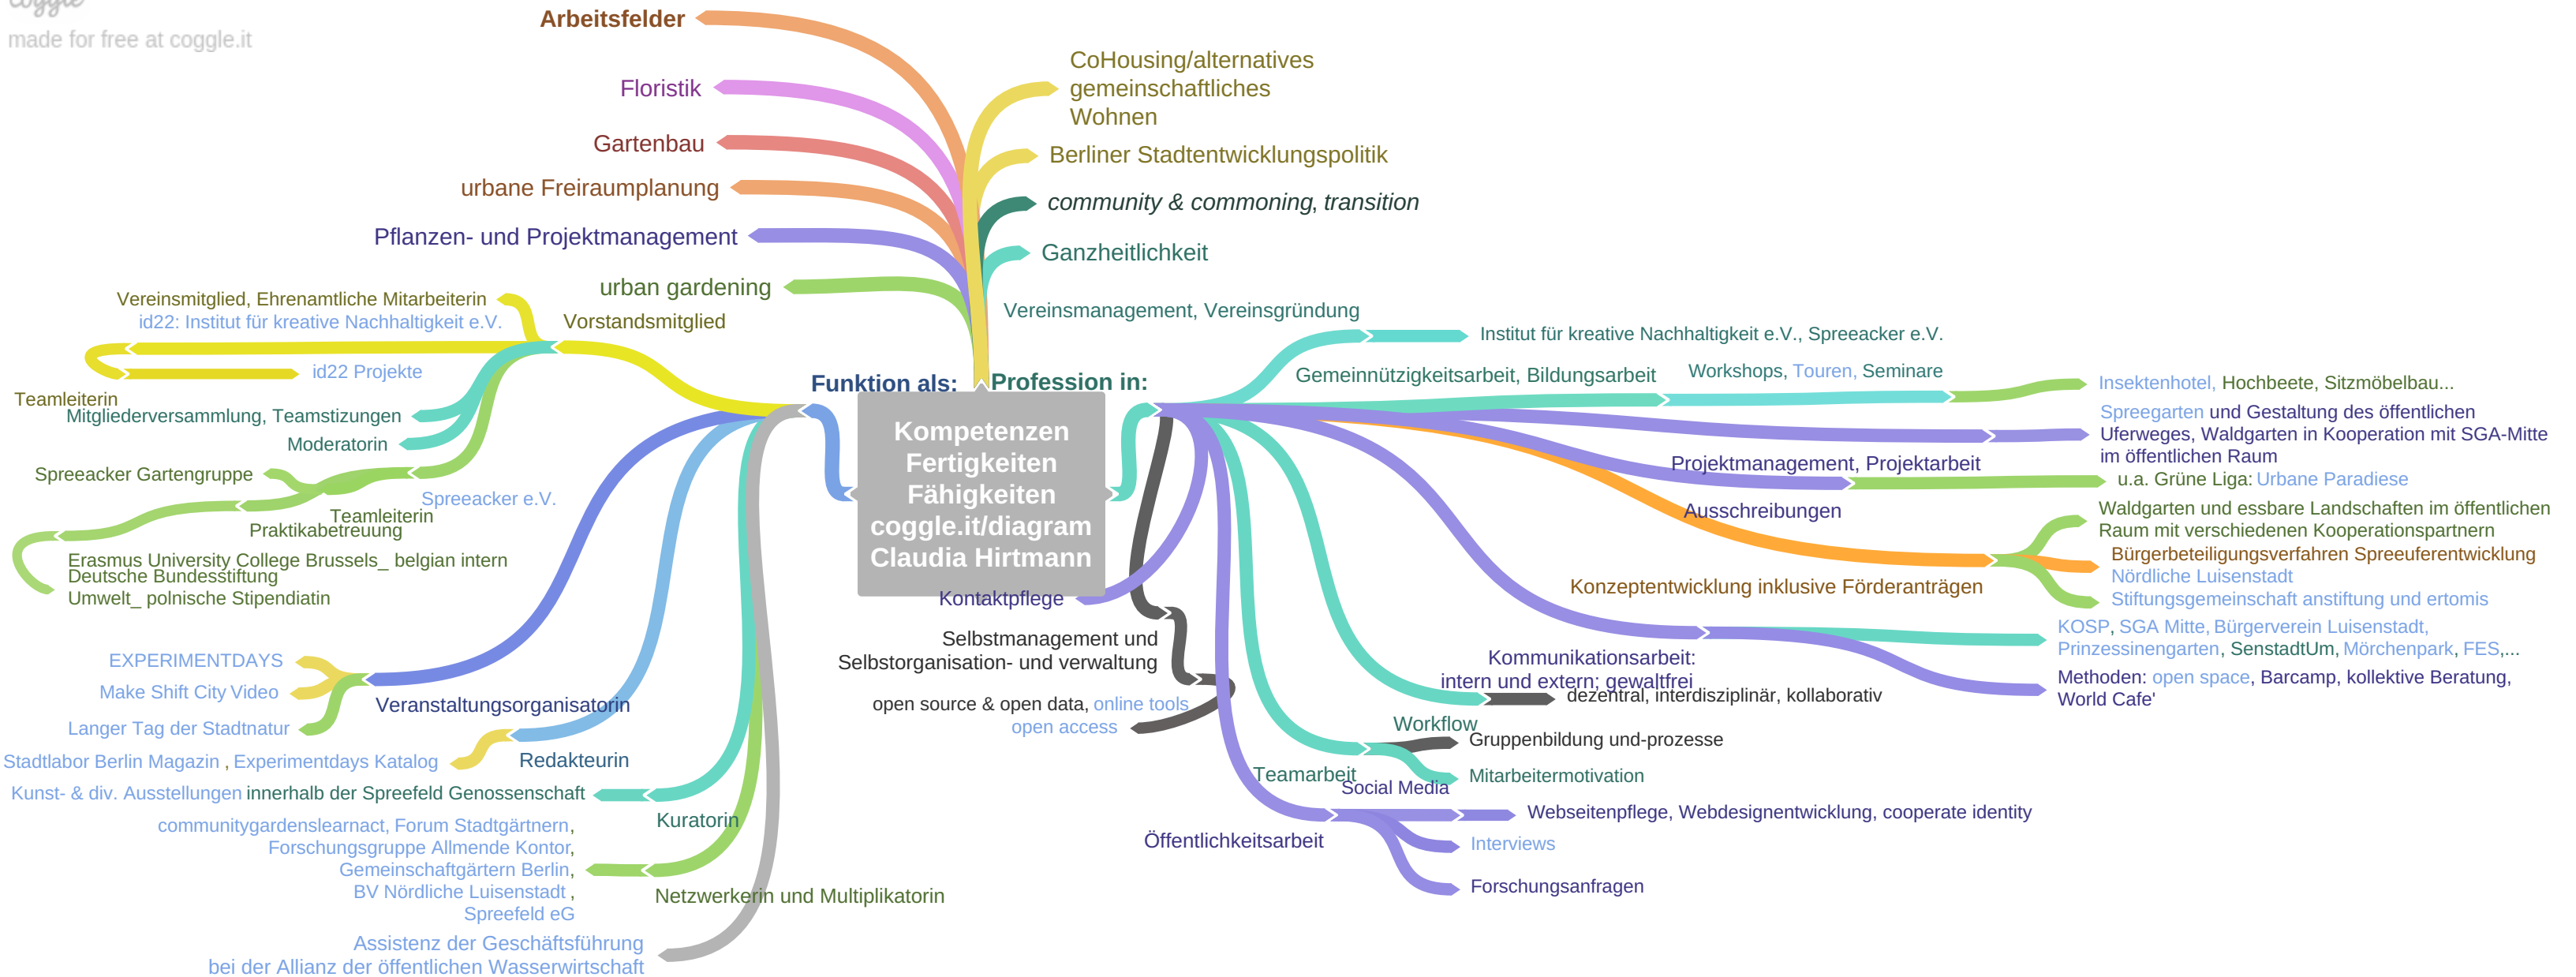 coggle
made for free at coggle.it
Arbeitsfelder
Floristik
Gartenbau
urbane Freiraumplanung
Pflanzen- und Projektmanagement
urban gardening
CoHousing/alternatives
gemeinschaftliches
Wohnen
Berliner Stadtentwicklungspolitik
community & commoning, transition
Ganzheitlichkeit
Funktion als:
Profession in:
Kompetenzen
Fertigkeiten
Fähigkeiten
coggle.it/diagram
Claudia Hirtmann
Vorstandsmitglied
Vereinsmitglied, Ehrenamtliche Mitarbeiterin
id22: Institut für kreative Nachhaltigkeit e.V.
id22 Projekte
Teamleiterin
Mitgliederversammlung, Teamstizungen
Moderatorin
Spreeacker Gartengruppe
Spreeacker e.V.
Teamleiterin
Praktikabetreuung
Erasmus University College Brussels_ belgian intern
Deutsche Bundesstiftung
Umwelt_ polnische Stipendiatin
EXPERIMENTDAYS
Make Shift City Video
Langer Tag der Stadtnatur
Veranstaltungsorganisatorin
Stadtlabor Berlin Magazin , Experimentdays Katalog
Redakteurin
Kunst- & div. Ausstellungen innerhalb der Spreefeld Genossenschaft
Kuratorin
communitygardenslearnact, Forum Stadtgärtnern,
Forschungsgruppe Allmende Kontor,
Gemeinschaftgärtern Berlin,
BV Nördliche Luisenstadt ,
Spreefeld eG
Netzwerkerin und Multiplikatorin
Assistenz der Geschäftsführung
bei der Allianz der öffentlichen Wasserwirtschaft
Vereinsmanagement, Vereinsgründung
Institut für kreative Nachhaltigkeit e.V., Spreeacker e.V.
Gemeinnützigkeitsarbeit, Bildungsarbeit
Workshops, Touren, Seminare
Insektenhotel, Hochbeete, Sitzmöbelbau...
Spreegarten und Gestaltung des öffentlichen
Uferweges, Waldgarten in Kooperation mit SGA-Mitte
im öffentlichen Raum
Projektmanagement, Projektarbeit
u.a. Grüne Liga: Urbane Paradiese
Ausschreibungen
Waldgarten und essbare Landschaften im öffentlichen
Raum mit verschiedenen Kooperationspartnern
Bürgerbeteiligungsverfahren Spreeuferentwicklung
Nördliche Luisenstadt
Stiftungsgemeinschaft anstiftung und ertomis
Konzeptentwicklung inklusive Förderanträgen
KOSP, SGA Mitte, Bürgerverein Luisenstadt,
Prinzessinengarten, SenstadtUm, Mörchenpark, FES,...
Methoden: open space, Barcamp, kollektive Beratung,
World Cafe'
Kommunikationsarbeit:
intern und extern; gewaltfrei
dezentral, interdisziplinär, kollaborativ
Workflow
Gruppenbildung und-prozesse
Mitarbeitermotivation
Teamarbeit
Social Media
Webseitenpflege, Webdesignentwicklung, cooperate identity
Interviews
Forschungsanfragen
Öffentlichkeitsarbeit
Kontaktpflege
Selbstmanagement und
Selbstorganisation- und verwaltung
open source & open data, online tools
open access